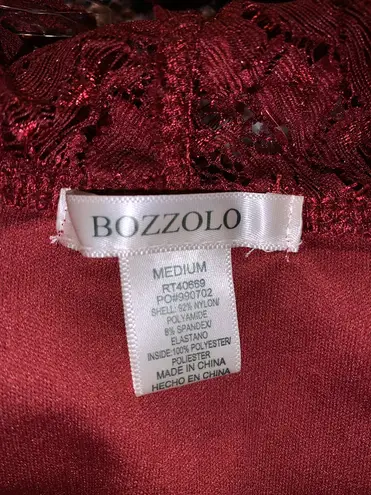 BOZZOLO
MEDIUM
RT40669
PO#990702
SHELL: 92% NYLON/
POLYAMIDE
8% SPANDEX/
ELASTANO
INSIDE:100% POLYESTER/
POLIESTER
MADE IN CHINA
HECHO EN CHINA